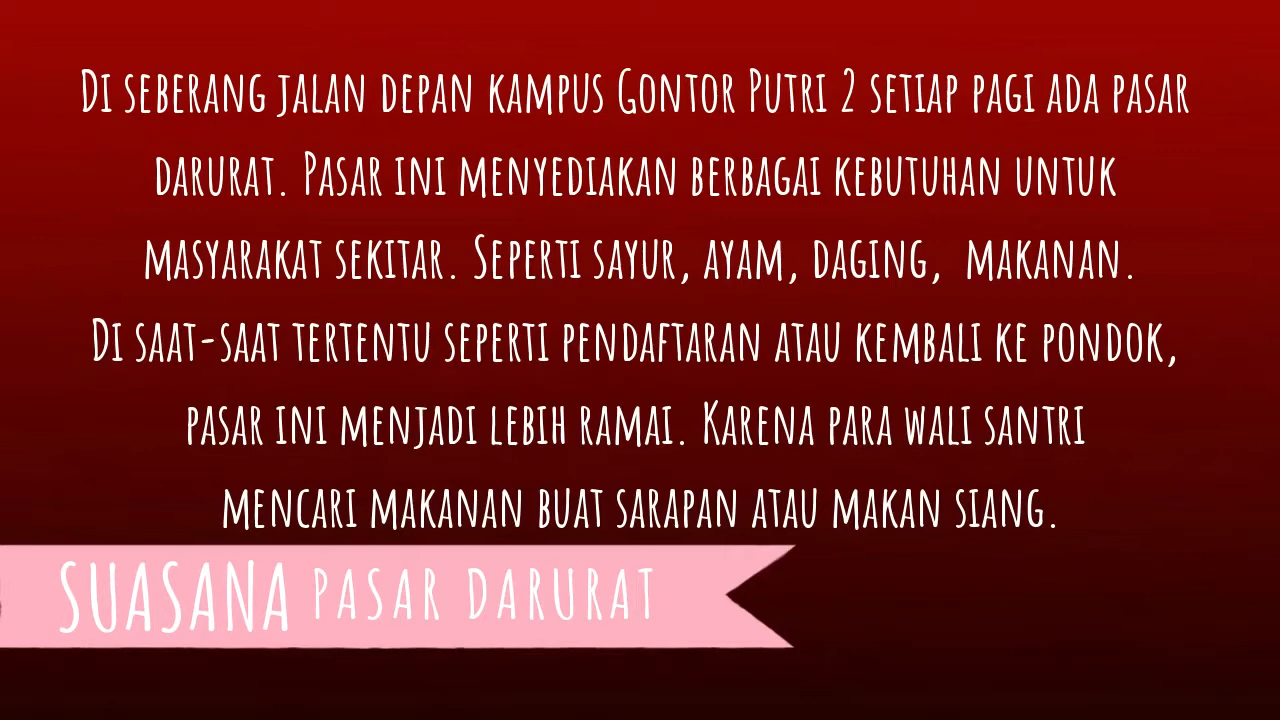 Di seberang jalan depan kampus Gontor Putri 2 setiap pagi ada pasar
darurat. Pasar ini menyediakan berbagai kebutuhan untuk
masyarakat sekitar. Seperti sayur, ayam, daging,  makanan.
Di saat-saat tertentu seperti pendaftaran atau kembali ke pondok,
pasar ini menjadi lebih ramai. Karena para wali santri
mencari makanan buat sarapan atau makan siang.
SUASANA PASAR DARURAT